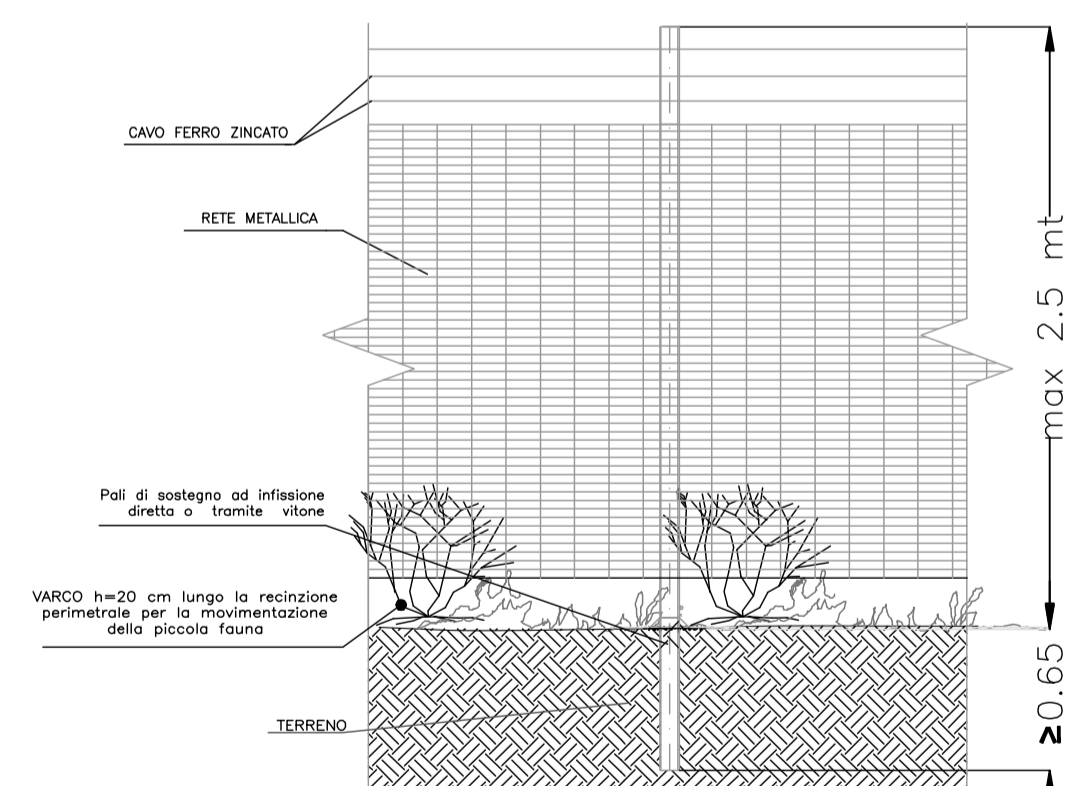 CAVO FERRO ZINCATO
RETE METALLICA
max 2.5 mt
Pali di sostegno ad infissione
diretta o tramite vitone
VARCO h=20 cm lungo la recinzione
perimetrale per la movimentazione
della piccola fauna
TERRENO
≥0.65